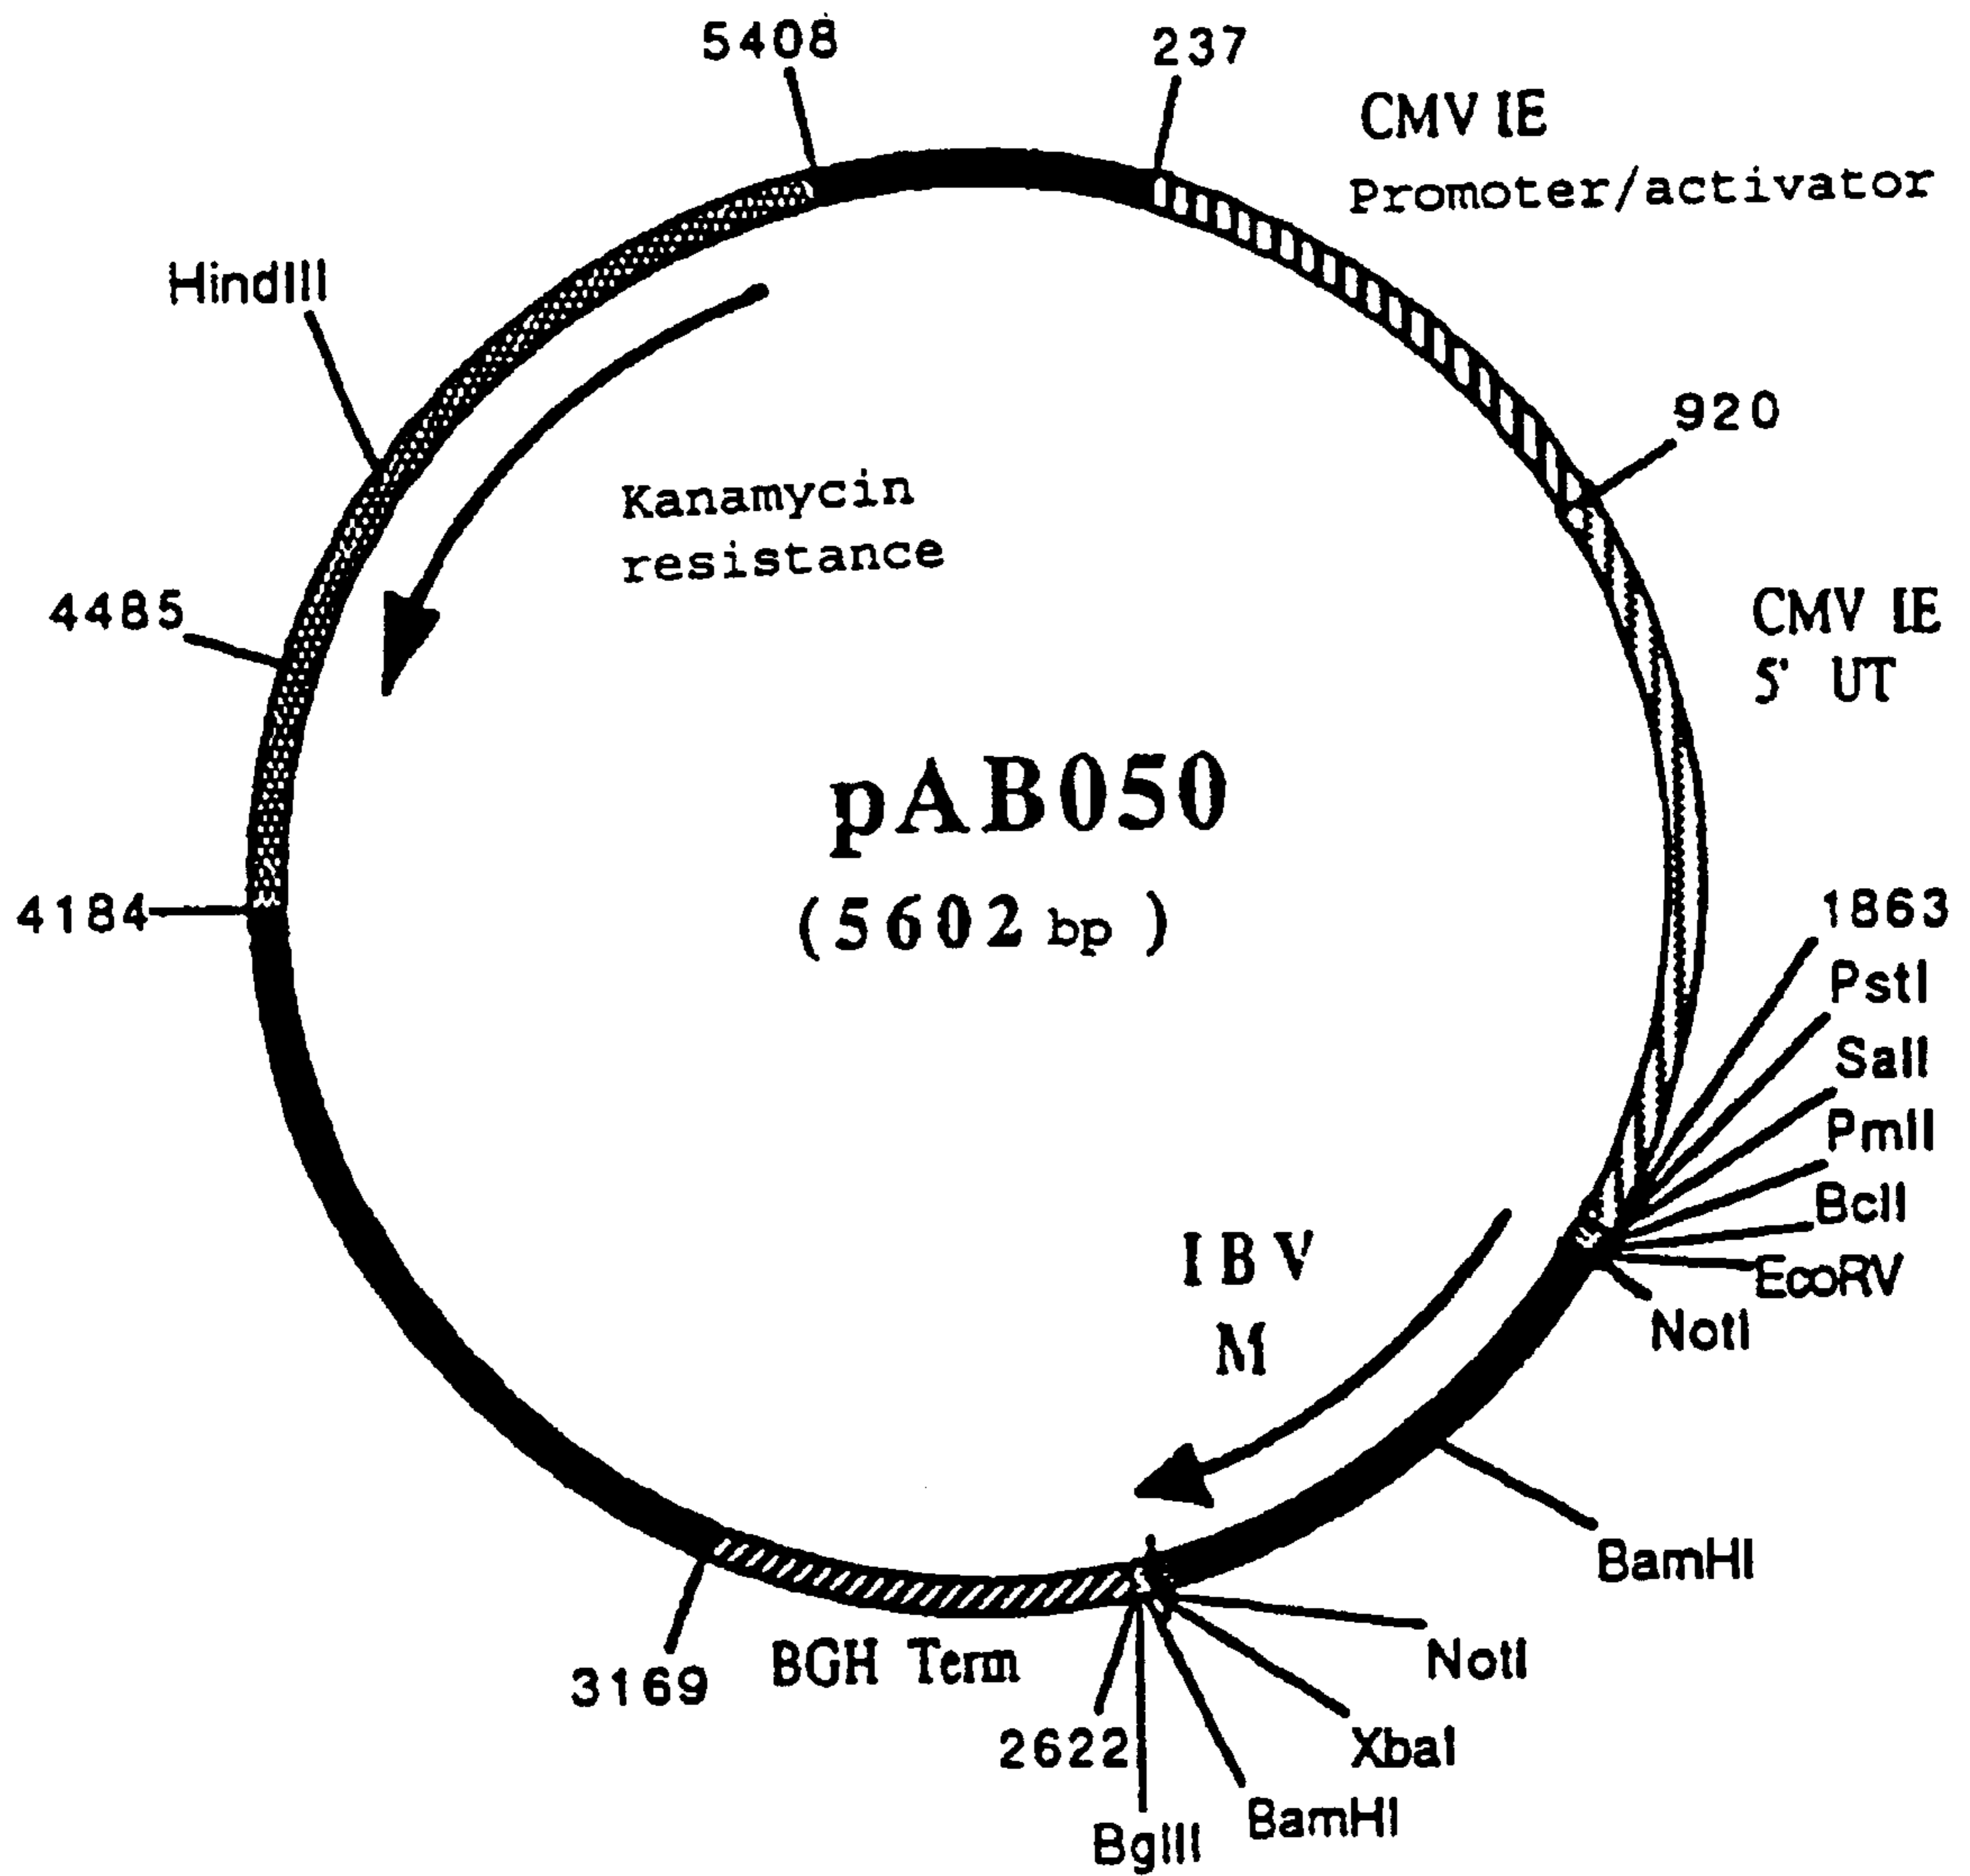 5408
237
CMV IE
Promoter/activator
HindIII
920
Kanamycin
resistance
4485
CMV IE
5' UT
pAB050
(5602 bp)
4184
1863
PstI
SalI
PmlI
BclI
EcoRV
NotI
IBV
M
BamHI
NotI
3169
BGH Term
2622
XbaI
BamHI
BglII